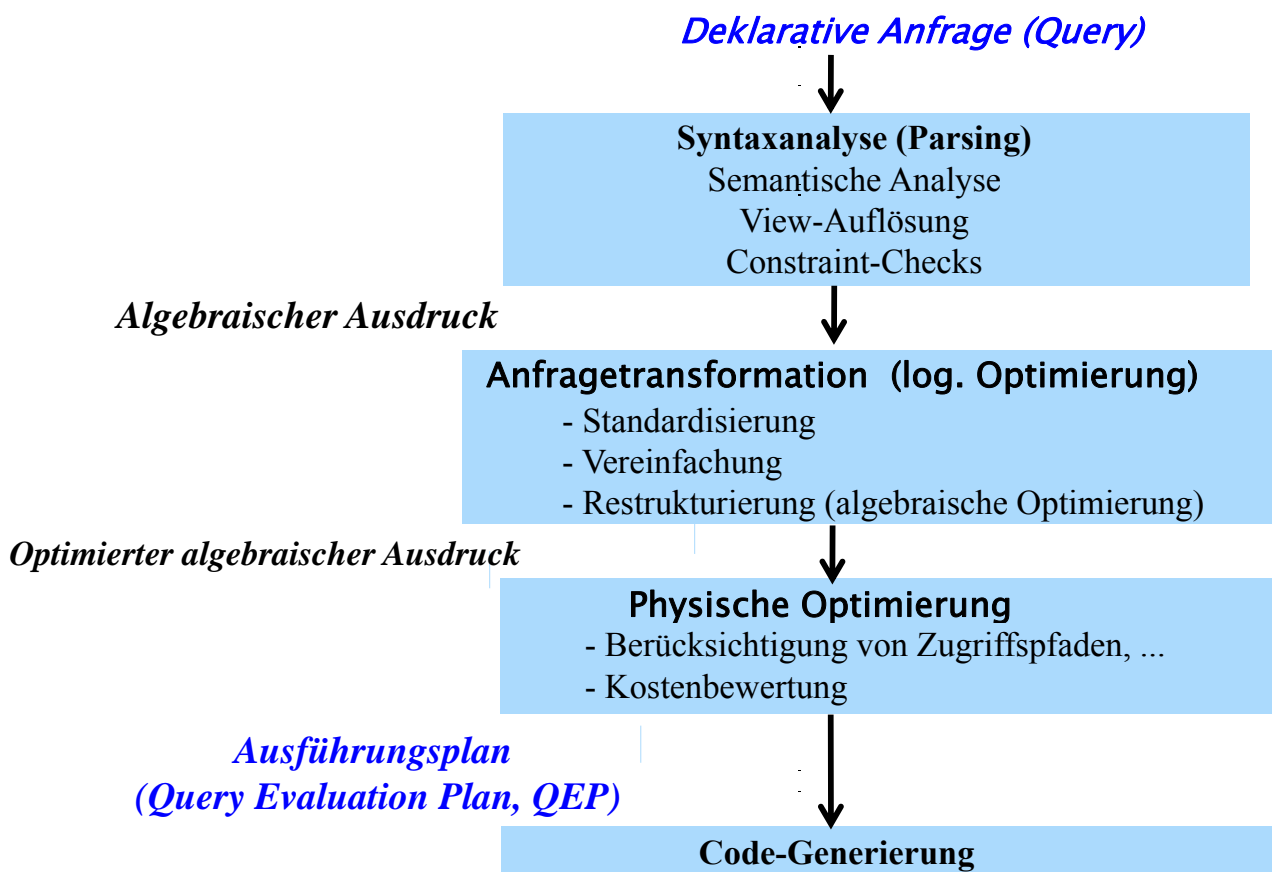 Deklarative Anfrage (Query)
Syntaxanalyse (Parsing)
Semantische Analyse
View-Auflösung
Constraint-Checks
Algebraischer Ausdruck
Anfragetransformation (log. Optimierung)
- Standardisierung
- Vereinfachung
- Restrukturierung (algebraische Optimierung)
Optimierter algebraischer Ausdruck
Physische Optimierung
- Berücksichtigung von Zugriffspfaden, ...
- Kostenbewertung
Ausführungsplan
(Query Evaluation Plan, QEP)
Code-Generierung